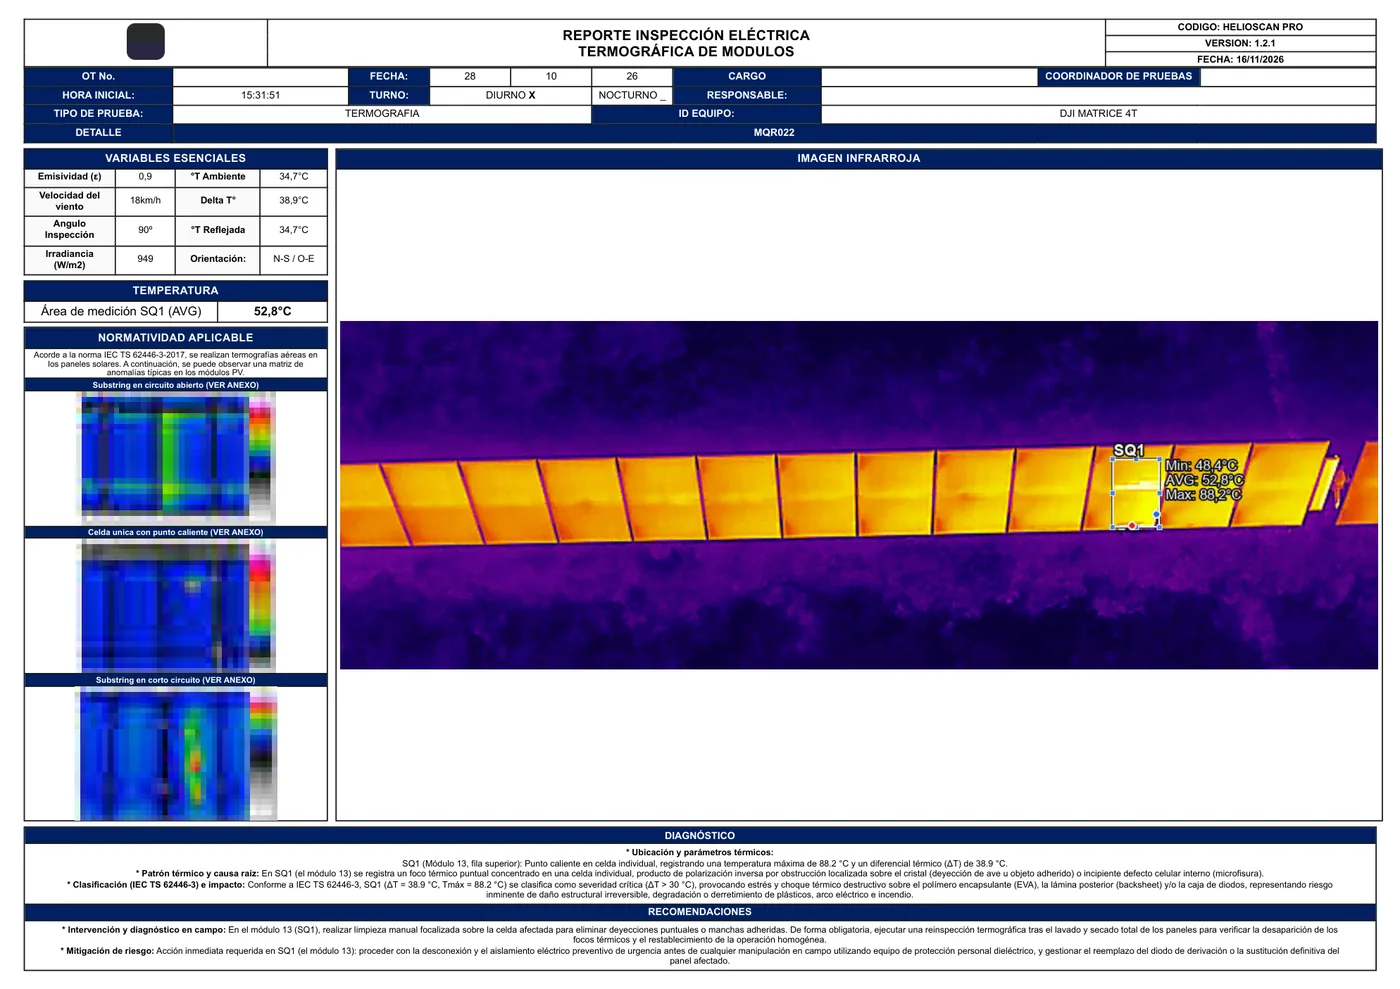 REPORTE INSPECCIÓN ELÉCTRICA
TERMOGRÁFICA DE MODULOS
CODIGO: HELIOSCAN PRO
VERSION: 1.2.1
FECHA: 16/11/2026
OT No. FECHA: 28 10 26 CARGO COORDINADOR DE PRUEBAS
HORA INICIAL: 15:31:51 TURNO: DIURNO X NOCTURNO _ RESPONSABLE:
TIPO DE PRUEBA: TERMOGRAFIA ID EQUIPO: DJI MATRICE 4T
DETALLE MQR022
VARIABLES ESENCIALES
Emisividad (ε) 0,9 °T Ambiente 34,7°C
Velocidad del
viento 18km/h Delta T° 38,9°C
Angulo
Inspección 90º °T Reflejada 34,7°C
Irradiancia
(W/m2) 949 Orientación: N-S / O-E
TEMPERATURA
Área de medición SQ1 (AVG) 52,8°C
NORMATIVIDAD APLICABLE
Acorde a la norma IEC TS 62446-3-2017, se realizan termografías aéreas en
los paneles solares. A continuación, se puede observar una matriz de
anomalías típicas en los módulos PV.
Substring en circuito abierto (VER ANEXO)
Celda unica con punto caliente (VER ANEXO)
Substring en corto circuito (VER ANEXO)
IMAGEN INFRARROJA
SQ1
Min: 48,4°C
AVG: 52,8°C
Max: 88,2°C
DIAGNÓSTICO
* Ubicación y parámetros térmicos:
SQ1 (Módulo 13, fila superior): Punto caliente en celda individual, registrando una temperatura máxima de 88.2 °C y un diferencial térmico (ΔT) de 38.9 °C.
* Patrón térmico y causa raíz: En SQ1 (el módulo 13) se registra un foco térmico puntual concentrado en una celda individual, producto de polarización inversa por obstrucción localizada sobre el cristal (deyección de ave u objeto adherido) o incipiente defecto celular interno (microfisura).
* Clasificación (IEC TS 62446-3) e impacto: Conforme a IEC TS 62446-3, SQ1 (ΔT = 38.9 °C, Tmáx = 88.2 °C) se clasifica como severidad crítica (ΔT > 30 °C), provocando estrés y choque térmico destructivo sobre el polímero encapsulante (EVA), la lámina posterior (backsheet) y/o la caja de diodos, representando riesgo
inminente de daño estructural irreversible, degradación o derretimiento de plásticos, arco eléctrico e incendio.
RECOMENDACIONES
* Intervención y diagnóstico en campo: En el módulo 13 (SQ1), realizar limpieza manual focalizada sobre la celda afectada para eliminar deyecciones puntuales o manchas adheridas. De forma obligatoria, ejecutar una reinspección termográfica tras el lavado y secado total de los paneles para verificar la desaparición de los
focos térmicos y el restablecimiento de la operación homogénea.
* Mitigación de riesgo: Acción inmediata requerida en SQ1 (el módulo 13): proceder con la desconexión y el aislamiento eléctrico preventivo de urgencia antes de cualquier manipulación en campo utilizando equipo de protección personal dieléctrico, y gestionar el reemplazo del diodo de derivación o la sustitución definitiva del
panel afectado.